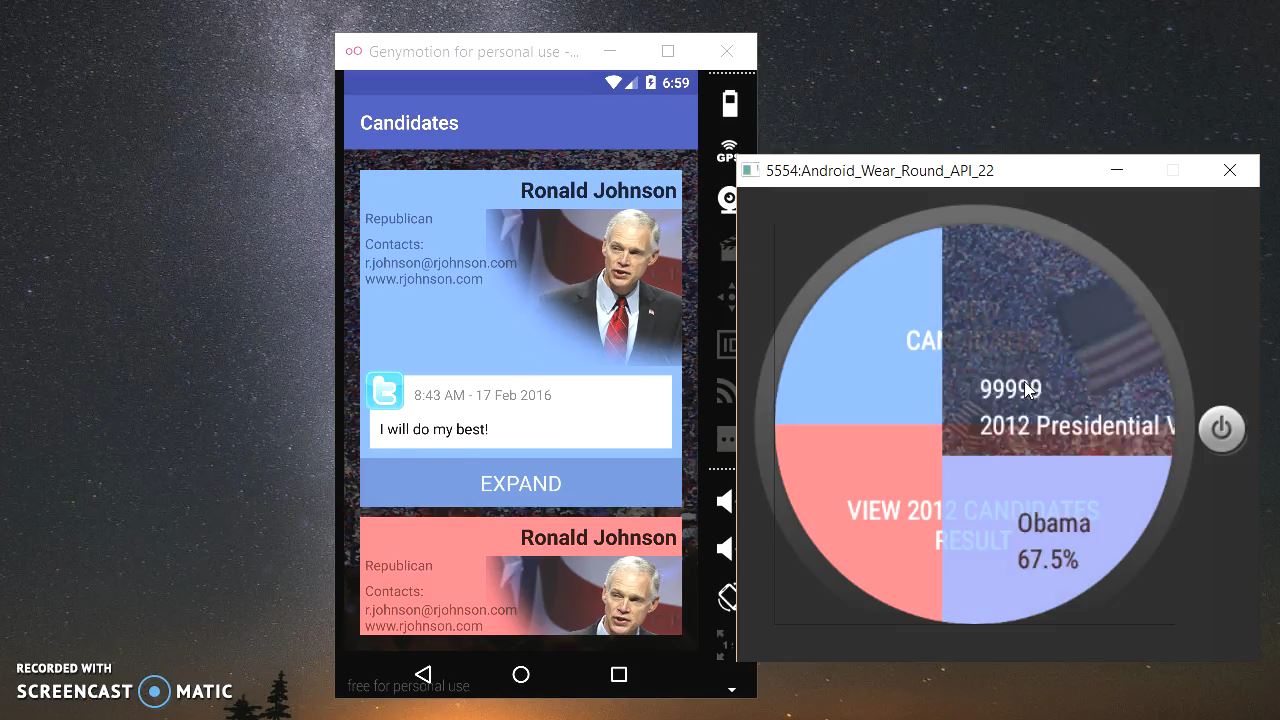 Genymotion for personal use -...
6:59
Candidates
Ronald Johnson
Republican
Contacts:
r.johnson@rjohnson.com
www.rjohnson.com
8:43 AM - 17 Feb 2016
I will do my best!
EXPAND
Ronald Johnson
Republican
Contacts:
r.johnson@rjohnson.com
www.rjohnson.com
free for personal use
GPS
ID
5554:Android_Wear_Round_API_22
99999
2012 Presidential V
VIEW 2012 CANDIDATES
RESULT
Obama
67.5%
RECORDED WITH
SCREENCAST MATIC